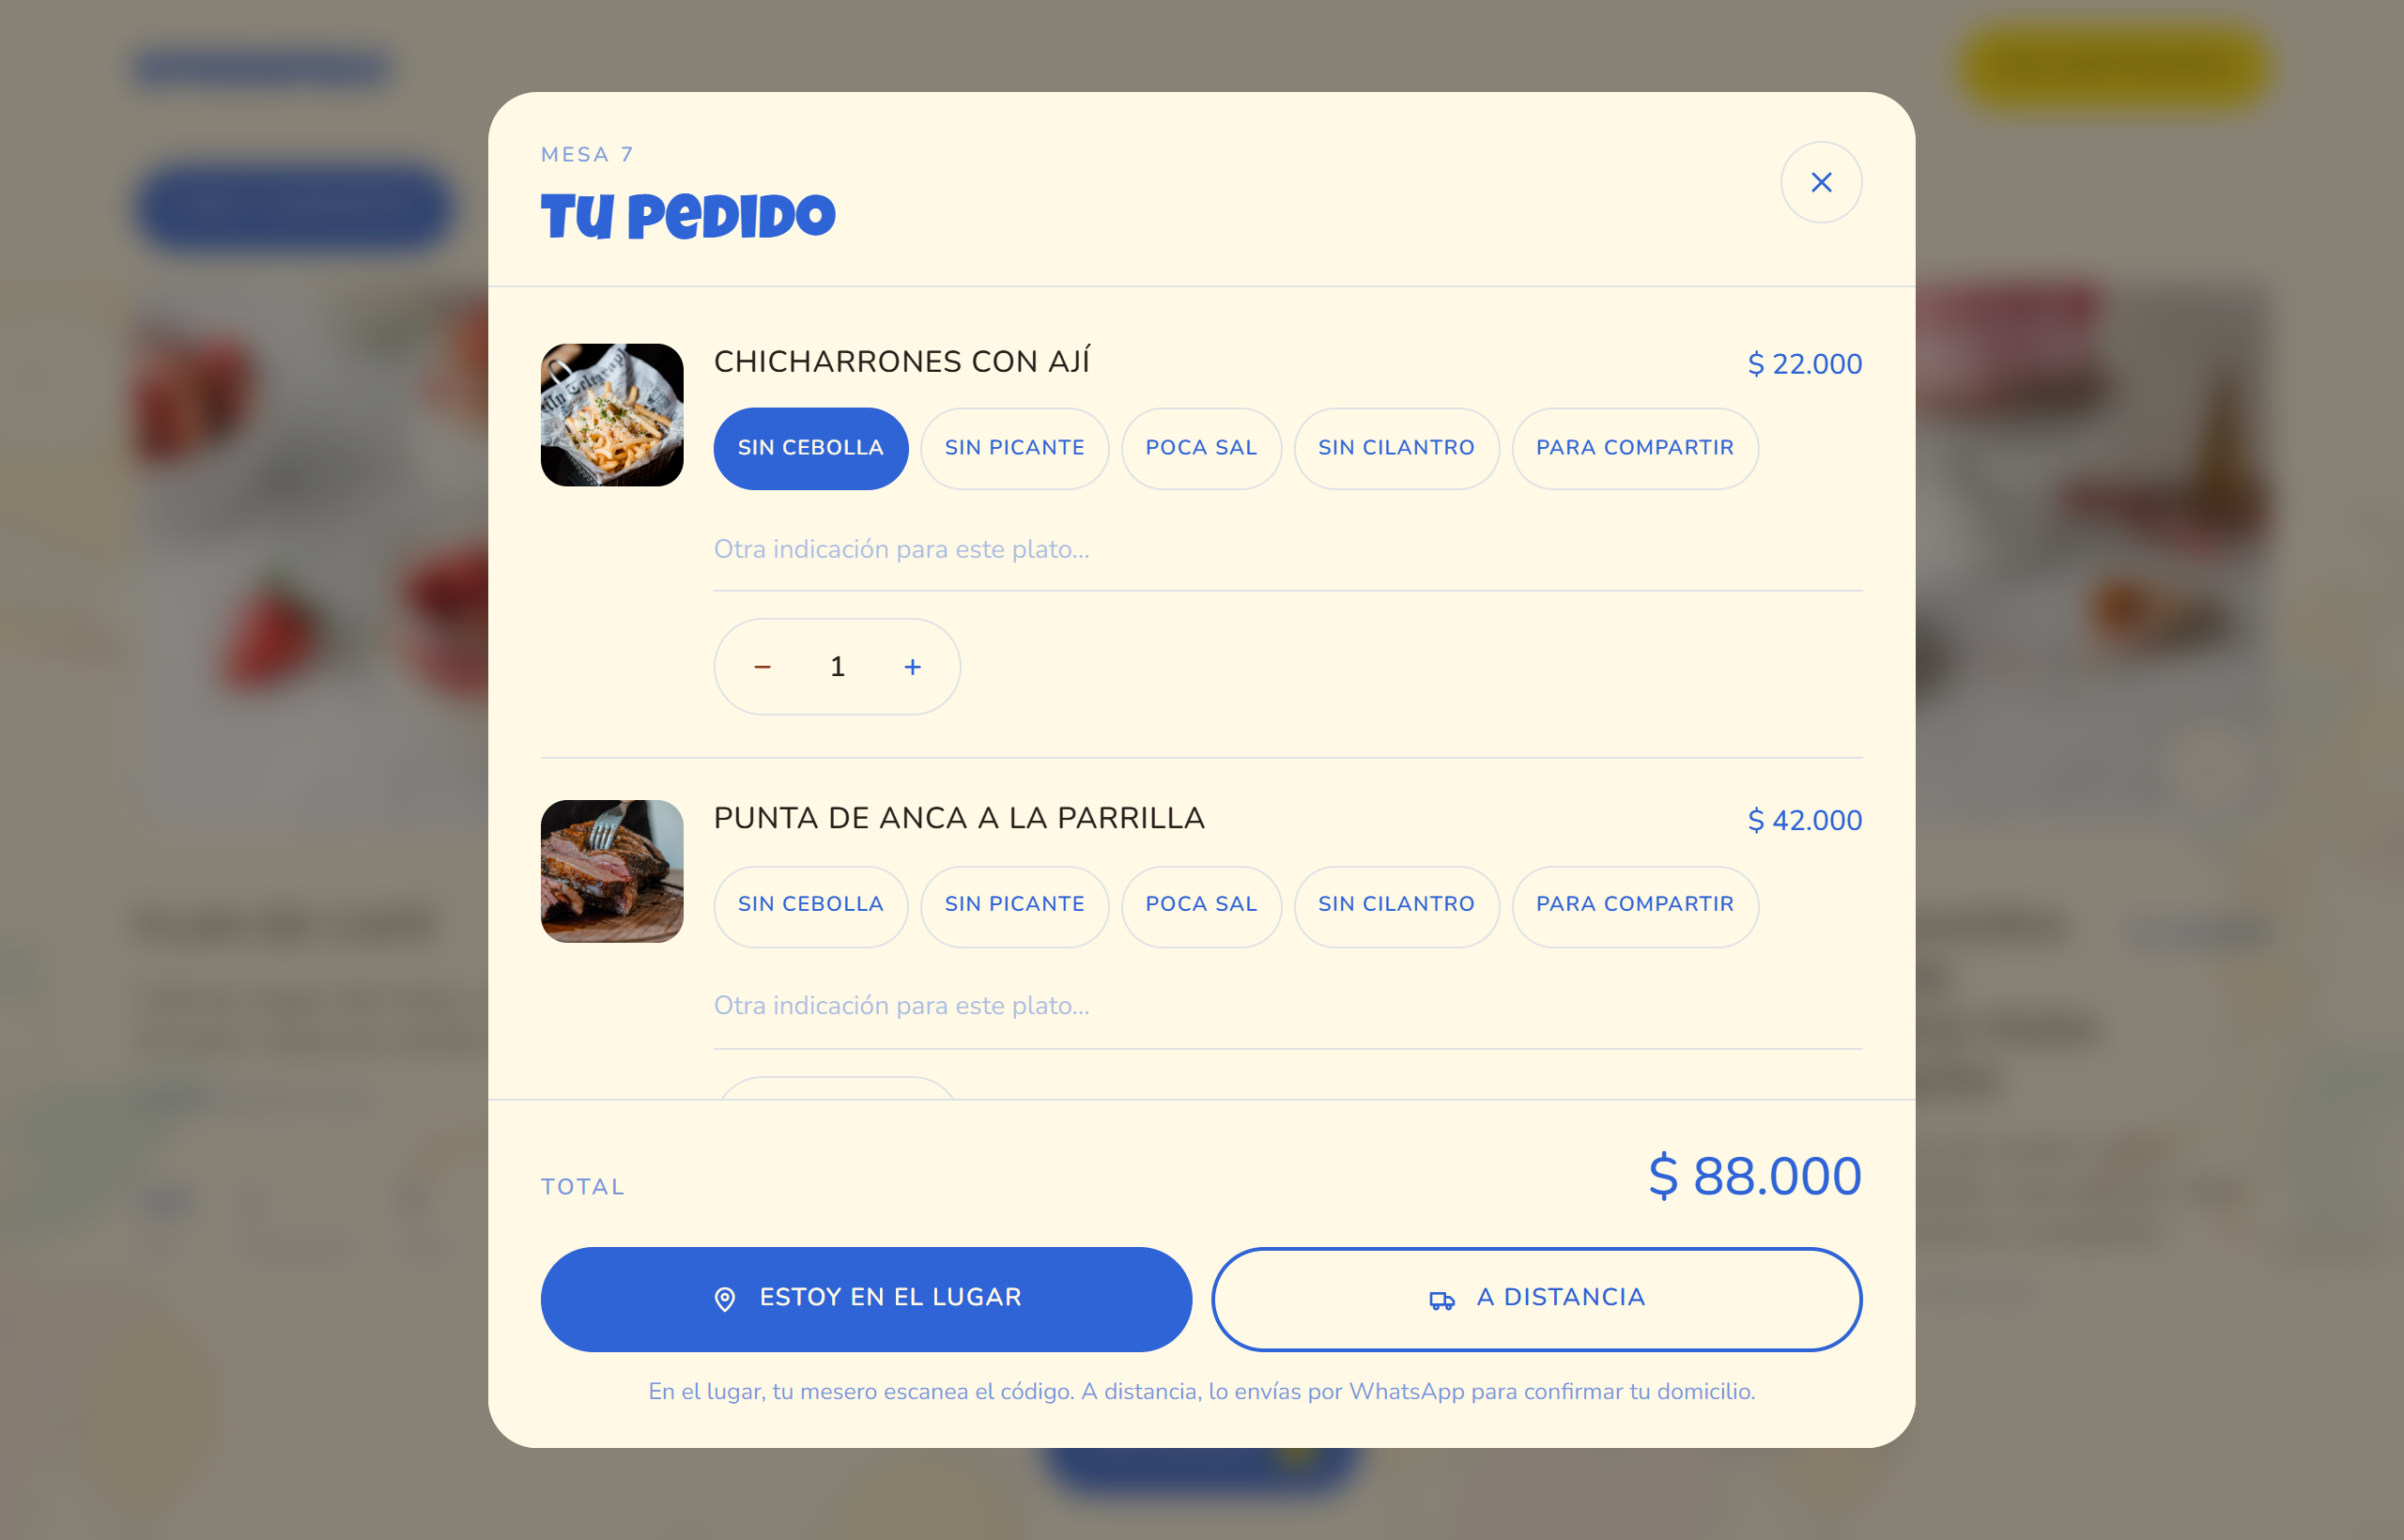 MESA 7
Tu pedido
CHICHARRONES CON AJÍ
$ 22.000
SIN CEBOLLA
SIN PICANTE
POCA SAL
SIN CILANTRO
PARA COMPARTIR
Otra indicación para este plato...
− 1 +
PUNTA DE ANCA A LA PARRILLA
$ 42.000
SIN CEBOLLA
SIN PICANTE
POCA SAL
SIN CILANTRO
PARA COMPARTIR
Otra indicación para este plato...
TOTAL
$ 88.000
ESTOY EN EL LUGAR
A DISTANCIA
En el lugar, tu mesero escanea el código. A distancia, lo envías por WhatsApp para confirmar tu domicilio.